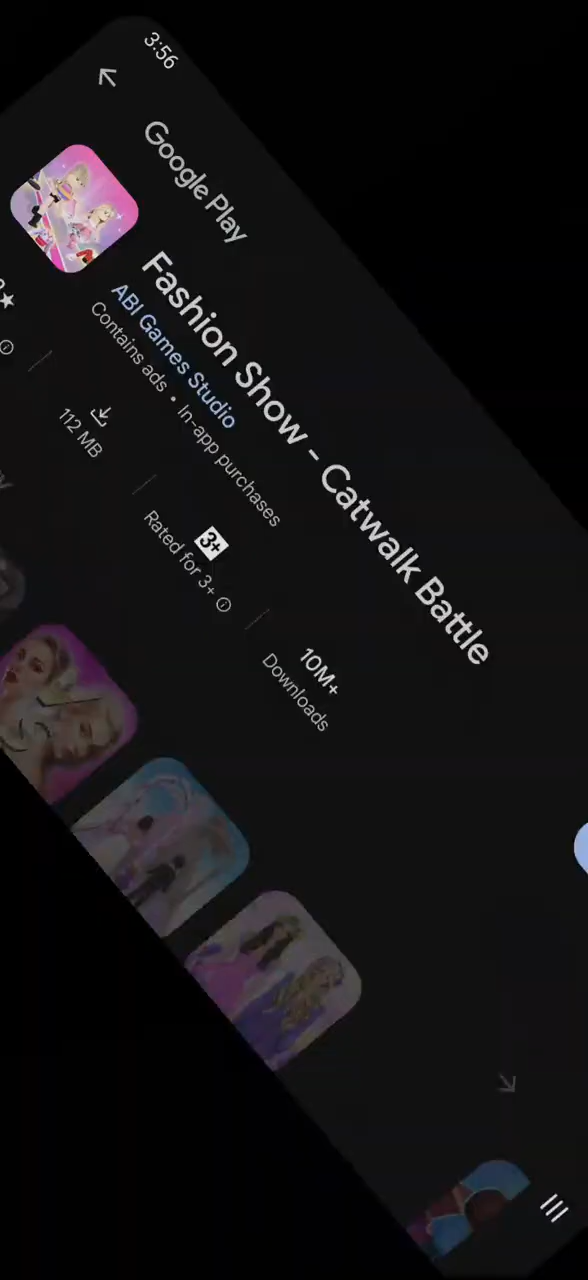 3:56
Google Play
Fashion Show - Catwalk Battle
ABI Games Studio
Contains ads • In-app purchases
112 MB
3+
Rated for 3+
10M+
Downloads